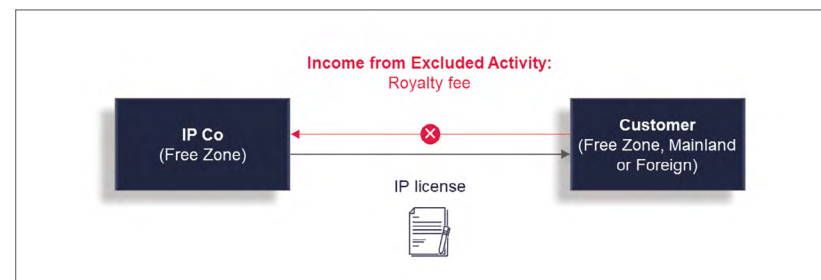 Income from Excluded Activity:
Royalty fee
IP Co
(Free Zone)
Customer
(Free Zone, Mainland
or Foreign)
IP license